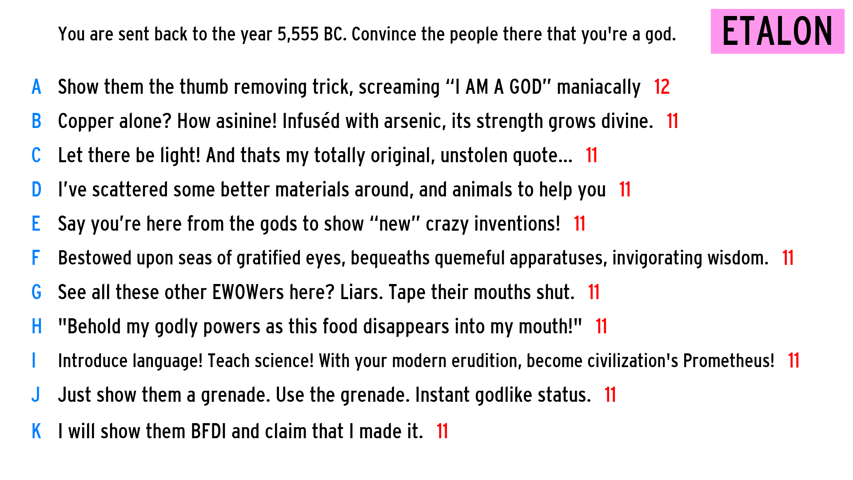 You are sent back to the year 5,555 BC. Convince the people there that you're a god.
ETALON
A Show them the thumb removing trick, screaming “I AM A GOD” maniacally 12
B Copper alone? How asinine! Infuséd with arsenic, its strength grows divine. 11
C Let there be light! And thats my totally original, unstolen quote... 11
D I’ve scattered some better materials around, and animals to help you 11
E Say you’re here from the gods to show “new” crazy inventions! 11
F Bestowed upon seas of gratified eyes, bequeaths quemeful apparatuses, invigorating wisdom. 11
G See all these other EWOWers here? Liars. Tape their mouths shut. 11
H "Behold my godly powers as this food disappears into my mouth!" 11
I Introduce language! Teach science! With your modern erudition, become civilization's Prometheus! 11
J Just show them a grenade. Use the grenade. Instant godlike status. 11
K I will show them BFDI and claim that I made it. 11